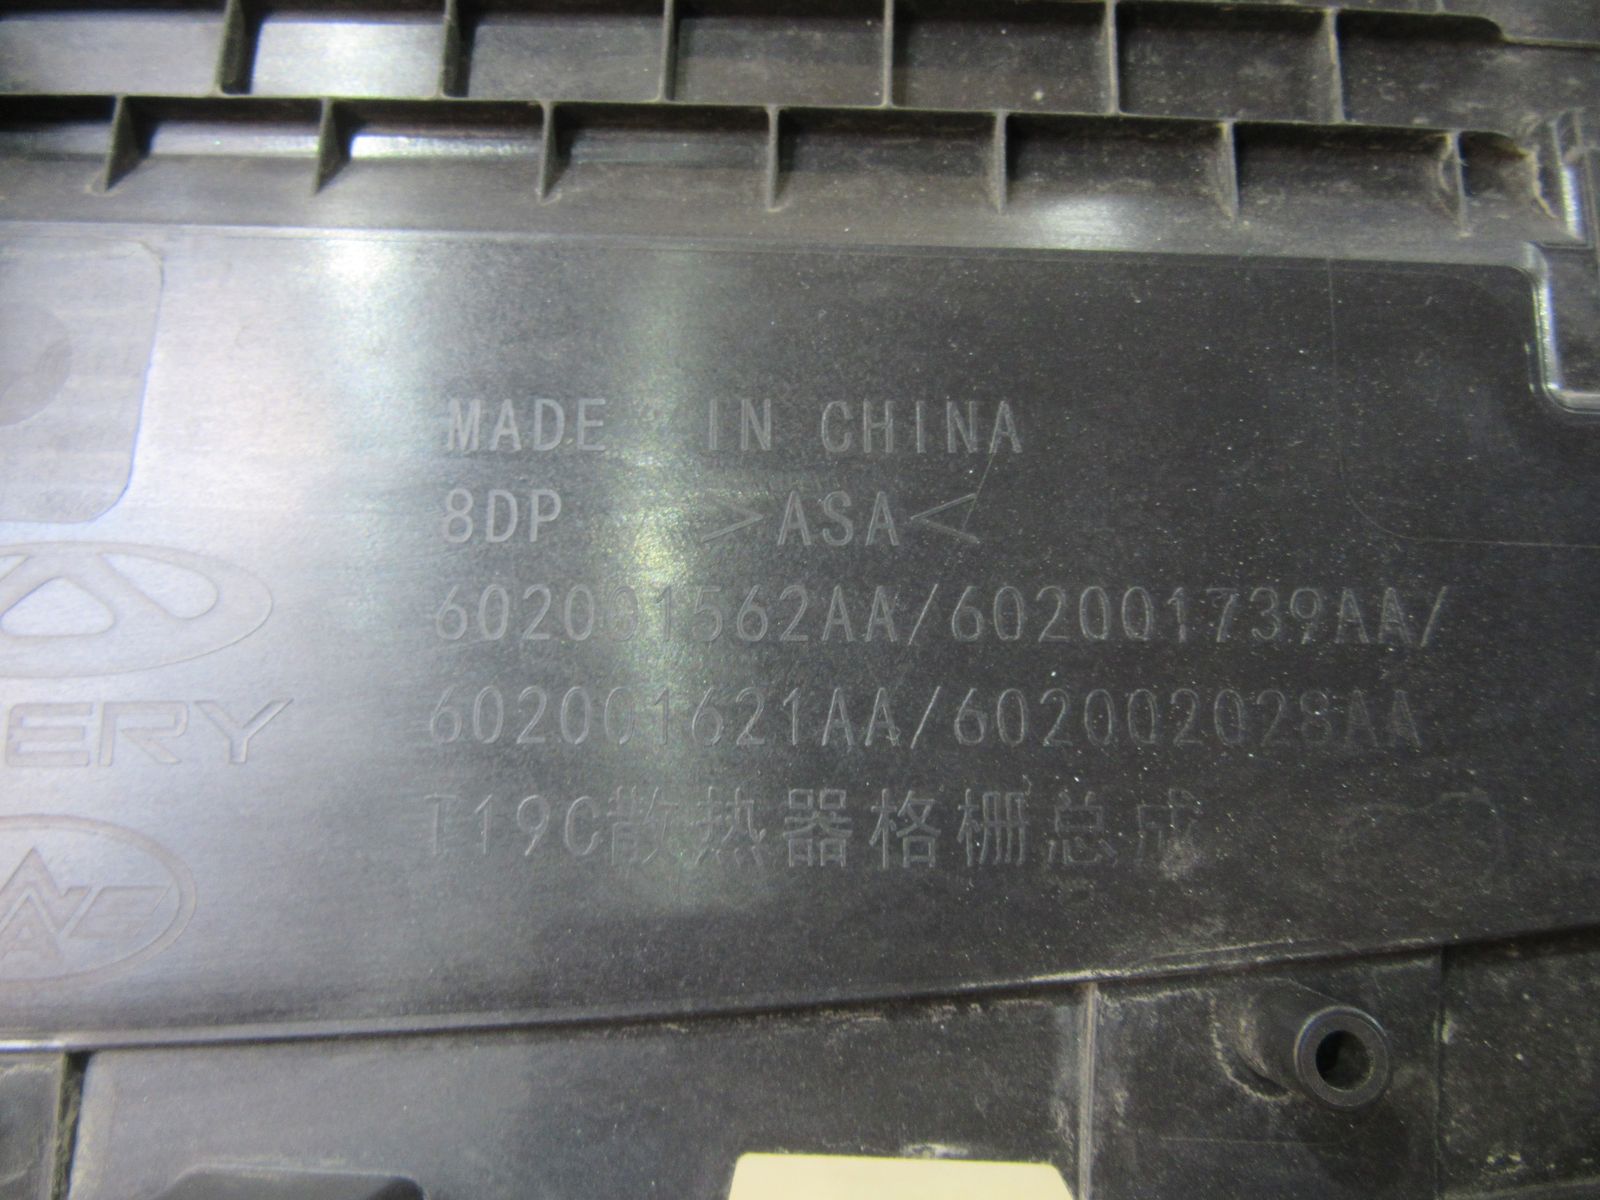 MADE IN CHINA
8DP >ASA<
602001562AA/602001739AA/
602001621AA/602002028AA
ERY
T19C散热器格栅总成